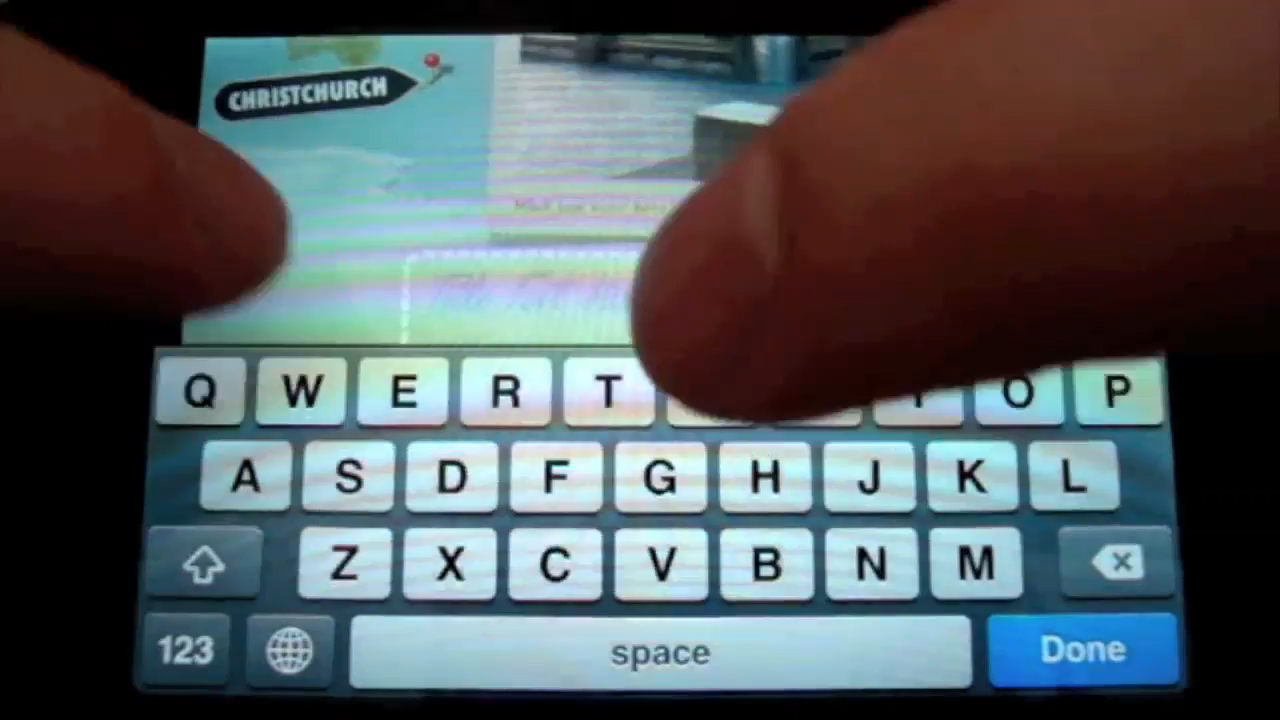 CHRISTCHURCH
Q W E R T O P
A S D F G H J K L
Z X C V B N M
123 space Done